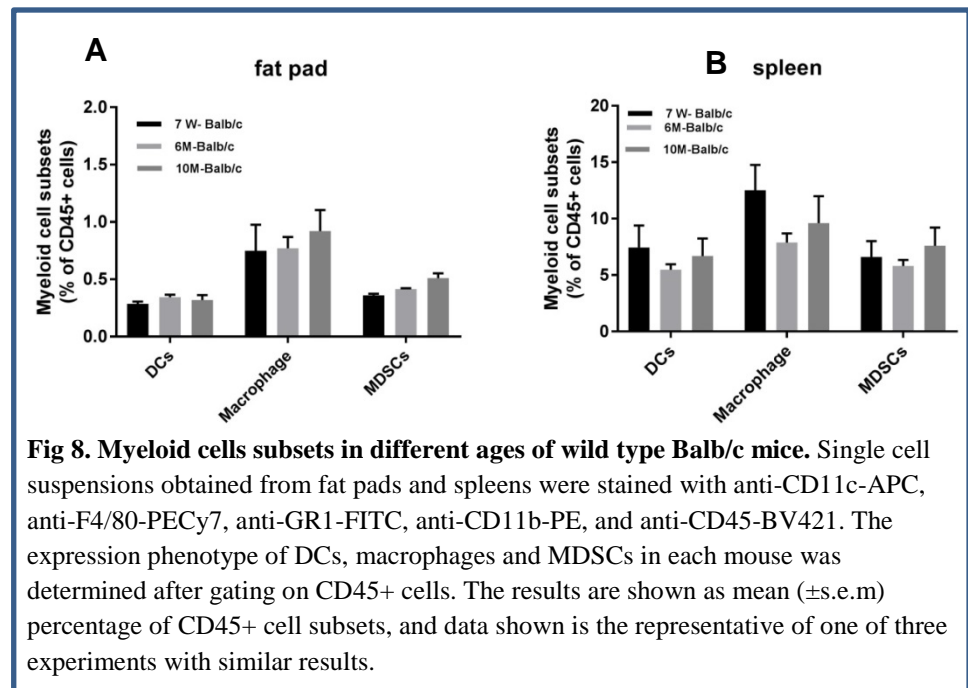 A
fat pad
Myeloid cell subsets
(% of CD45+ cells)
2.0
1.5
1.0
0.5
0.0
7 W- Balb/c
6M-Balb/c
10M-Balb/c
DCs
Macrophage
MDSCs
B
spleen
Myeloid cell subsets
(% of CD45+ cells)
20
15
10
5
0
7 W- Balb/c
6M-Balb/c
10M-Balb/c
DCs
Macrophage
MDSCs
Fig 8. Myeloid cells subsets in different ages of wild type Balb/c mice. Single cell
suspensions obtained from fat pads and spleens were stained with anti-CD11c-APC,
anti-F4/80-PECy7, anti-GR1-FITC, anti-CD11b-PE, and anti-CD45-BV421. The
expression phenotype of DCs, macrophages and MDSCs in each mouse was
determined after gating on CD45+ cells. The results are shown as mean (±s.e.m)
percentage of CD45+ cell subsets, and data shown is the representative of one of three
experiments with similar results.